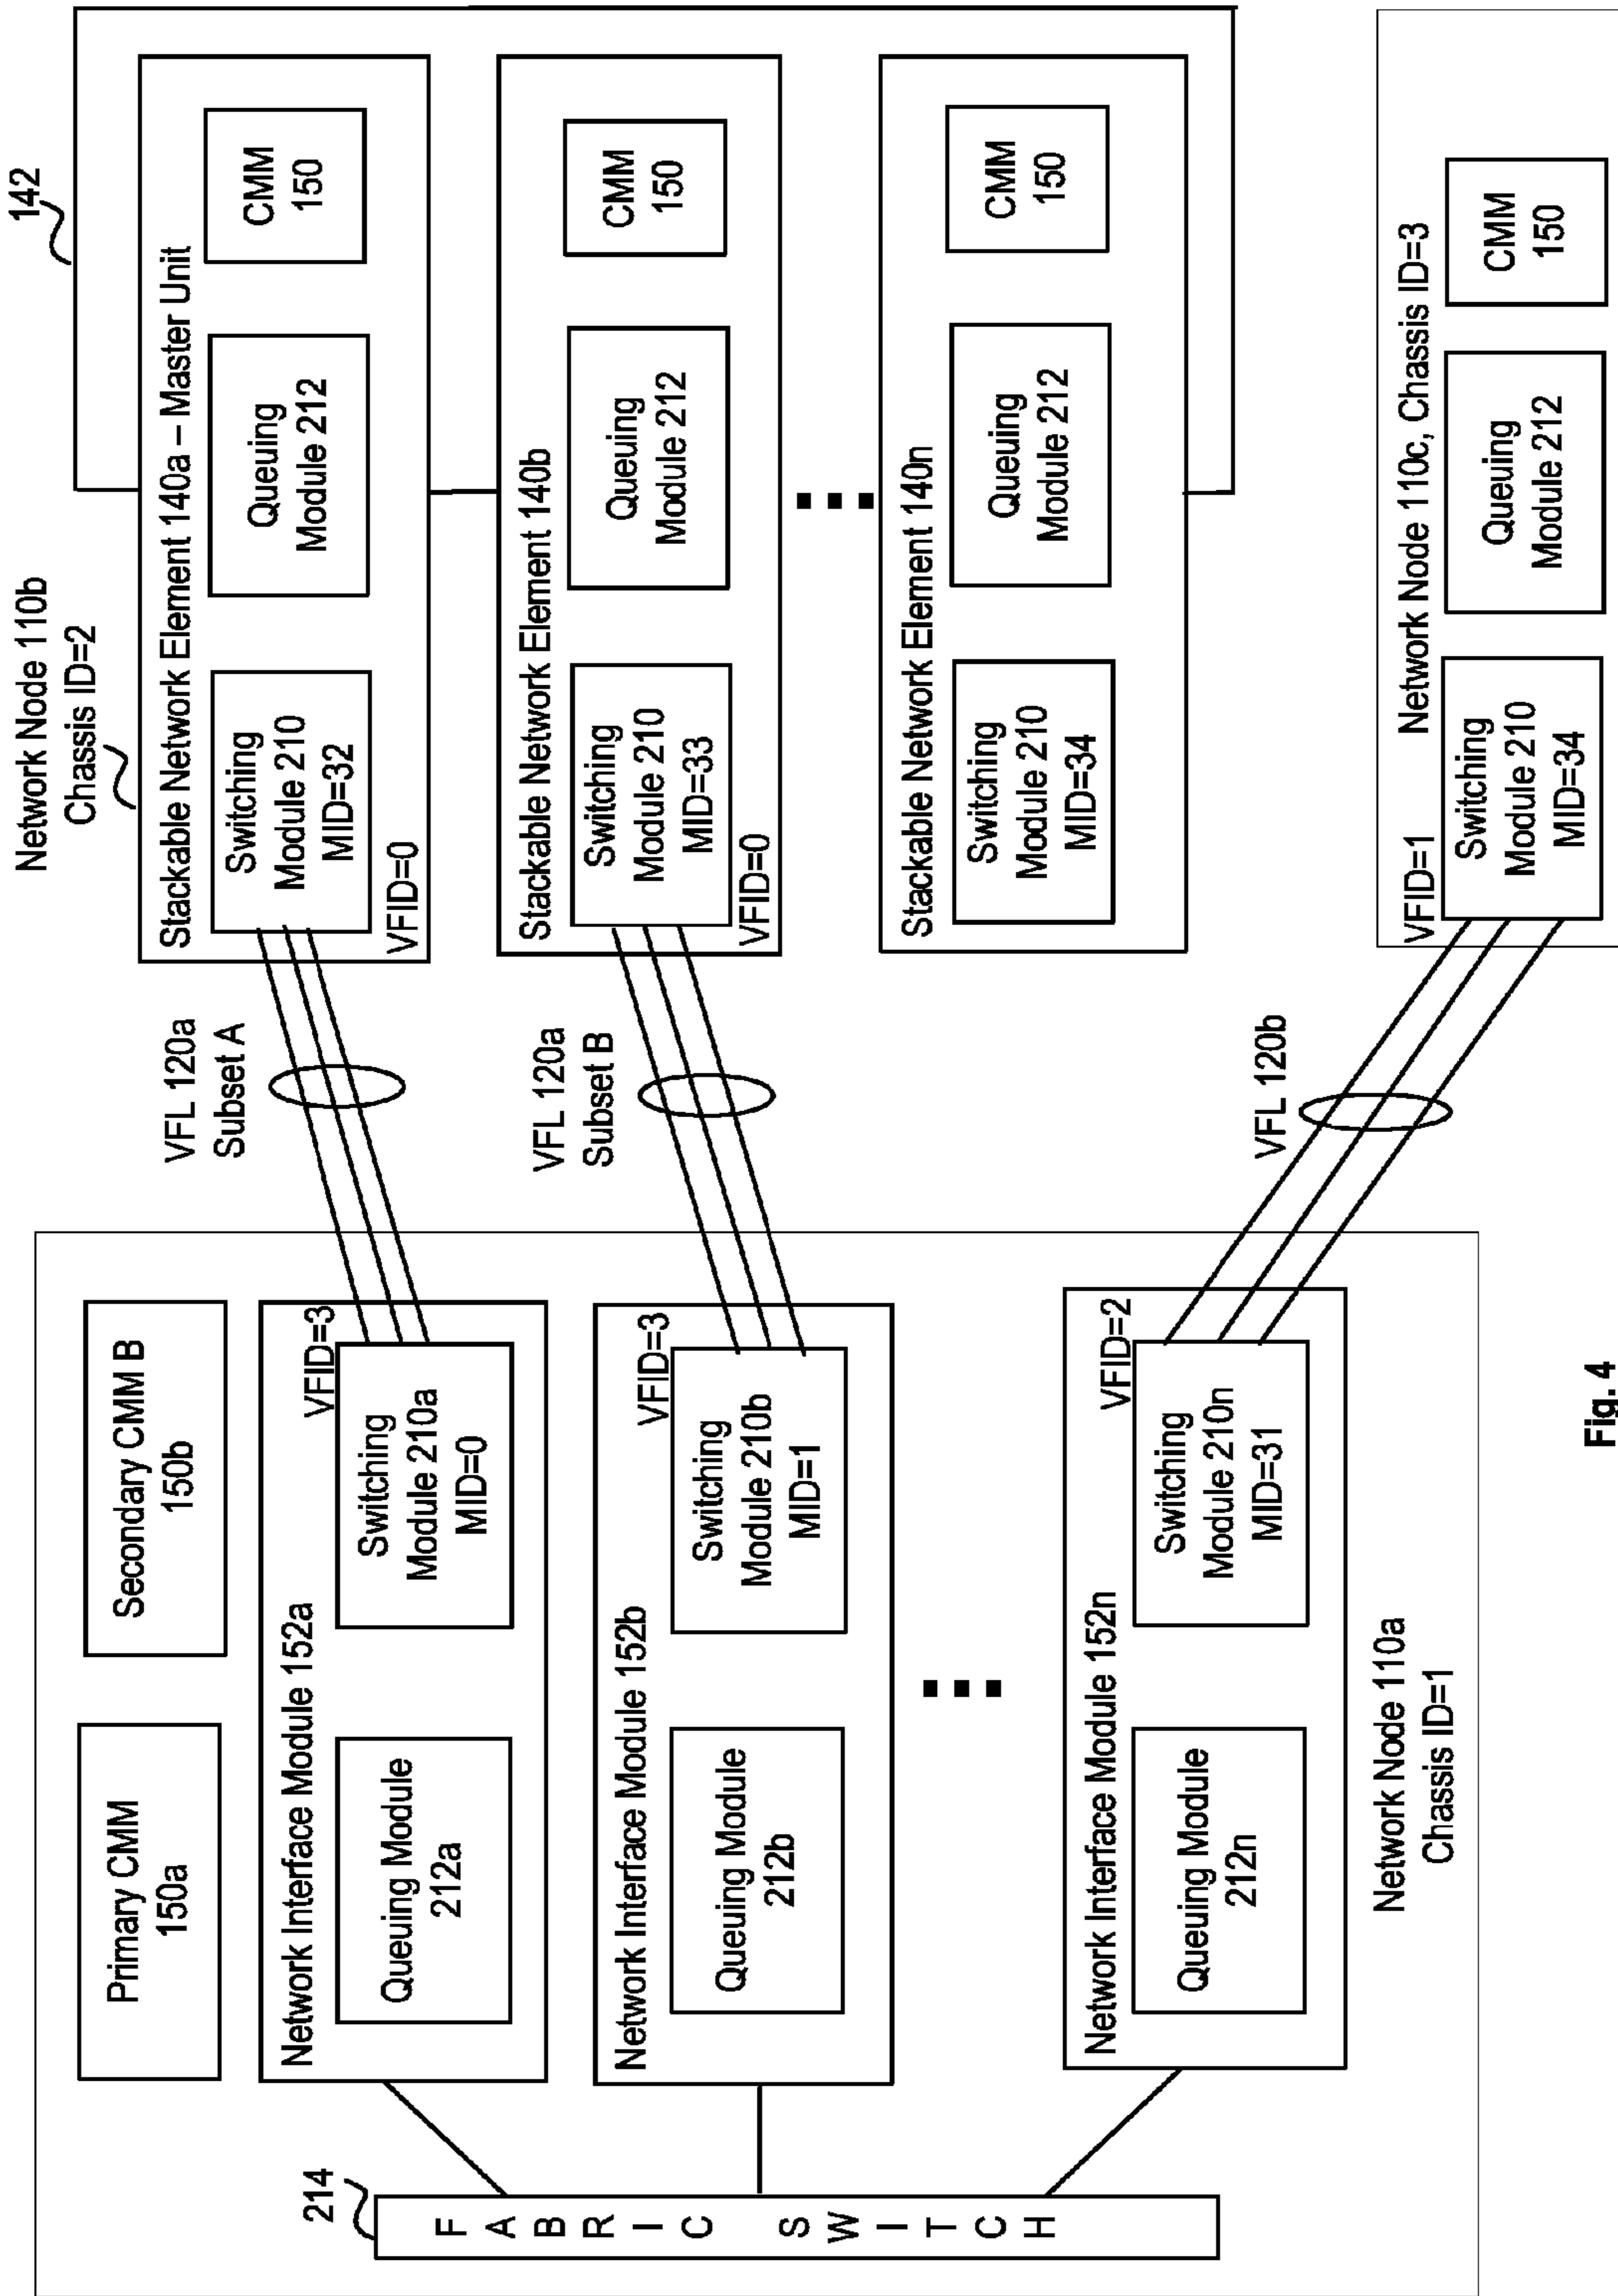 Primary CMM
150a
Secondary CMM B
150b
214
FABRIC SWITCH
Network Interface Module 152a
Queuing Module
212a
VFID=3
Switching
Module 210a
MID=0
Network Interface Module 152b
Queuing Module
212b
VFID=3
Switching
Module 210b
MID=1
Network Interface Module 152n
Queuing Module
212n
VFID=2
Switching
Module 210n
MID=31
Network Node 110a
Chassis ID=1
VFL 120a
Subset A
VFL 120a
Subset B
VFL 120b
Network Node 110b
Chassis ID=2
142
Stackable Network Element 140a – Master Unit
Switching
Module 210
MID=32
VFID=0
Queuing
Module 212
CMM
150
Stackable Network Element 140b
Switching
Module 210
MID=33
VFID=0
Queuing
Module 212
CMM
150
Stackable Network Element 140n
Switching
Module 210
MID=34
Queuing
Module 212
CMM
150
VFID=1
Network Node 110c, Chassis ID=3
Switching
Module 210
MID=34
Queuing
Module 212
CMM
150
Fig. 4